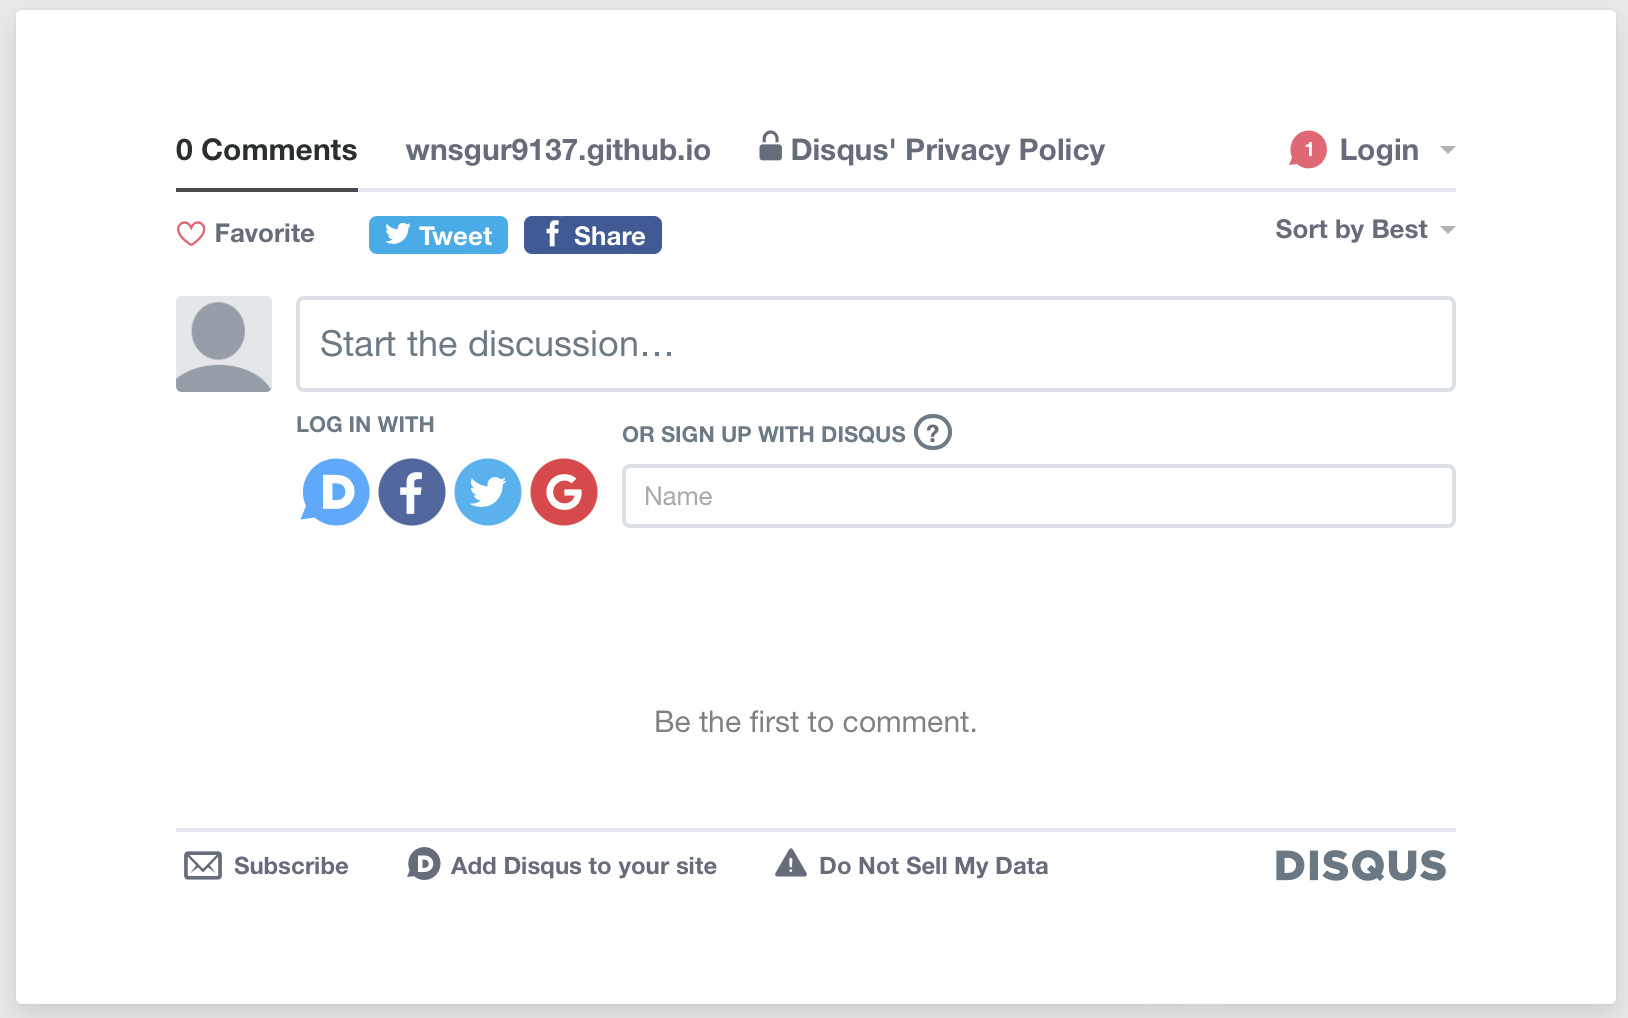 0 Comments wnsgur9137.github.io Disqus' Privacy Policy 1 Login
Favorite Tweet f Share Sort by Best
Start the discussion…
LOG IN WITH OR SIGN UP WITH DISQUS ?
D f G Name
Be the first to comment.
Subscribe D Add Disqus to your site ! Do Not Sell My Data DISQUS